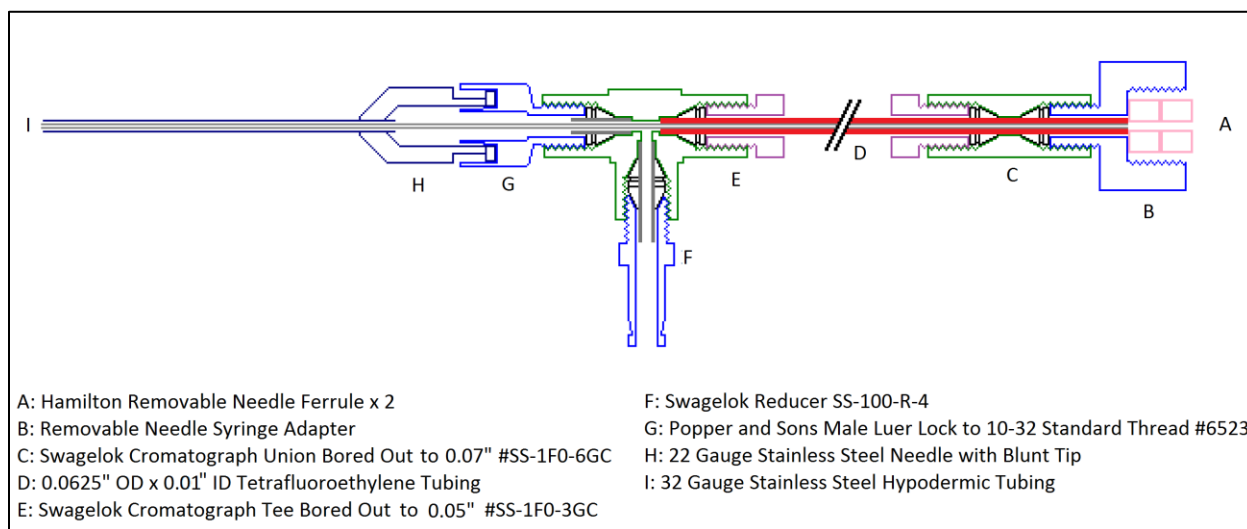 I
H
G
F
E
D
C
B
A
A: Hamilton Removable Needle Ferrule x 2
B: Removable Needle Syringe Adapter
C: Swagelok Cromatograph Union Bored Out to 0.07" #SS-1F0-6GC
D: 0.0625" OD x 0.01" ID Tetrafluoroethylene Tubing
E: Swagelok Cromatograph Tee Bored Out to 0.05" #SS-1F0-3GC
F: Swagelok Reducer SS-100-R-4
G: Popper and Sons Male Luer Lock to 10-32 Standard Thread #6523
H: 22 Gauge Stainless Steel Needle with Blunt Tip
I: 32 Gauge Stainless Steel Hypodermic Tubing